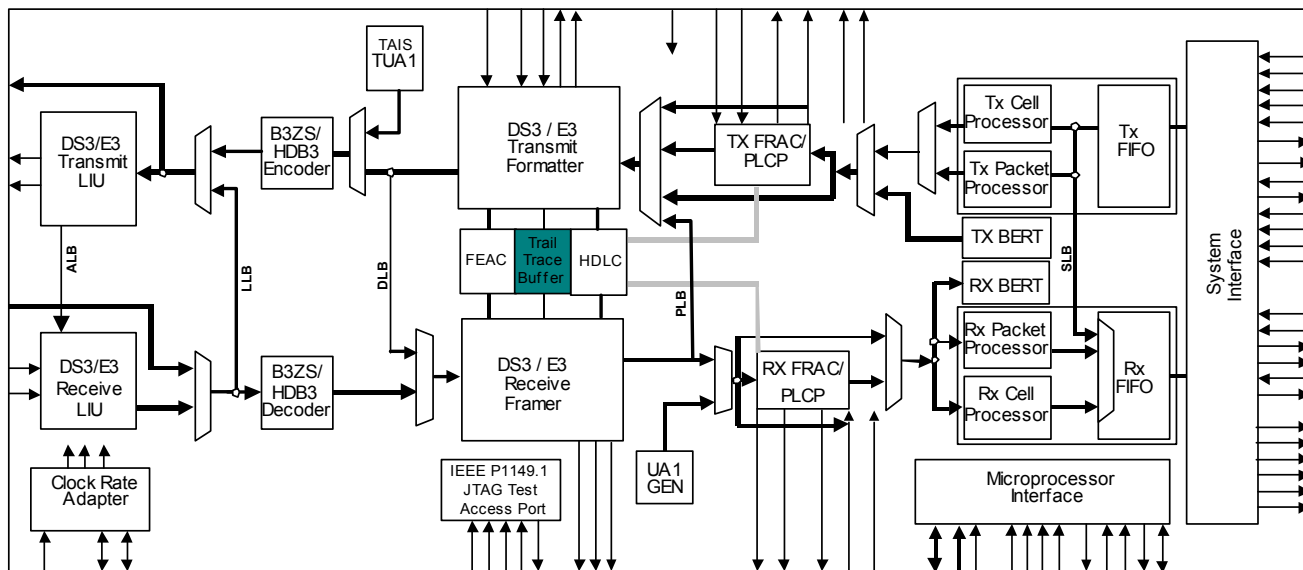 TAIS
TUA1
DS3/E3
Transmit
LIU
B3ZS/
HDB3
Encoder
DS3 / E3
Transmit
Formatter
TX FRAC/
PLCP
Tx Cell
Processor
Tx Packet
Processor
Tx
FIFO
TX BERT
RX BERT
System
Interface
ALB
LLB
DLB
PLB
SLB
FEAC
Trail
Trace
Buffer
HDLC
DS3/E3
Receive
LIU
B3ZS/
HDB3
Decoder
DS3 / E3
Receive
Framer
RX FRAC/
PLCP
Rx Packet
Processor
Rx Cell
Processor
Rx
FIFO
UA1
GEN
Clock Rate
Adapter
IEEE P1149.1
JTAG Test
Access Port
Microprocessor
Interface